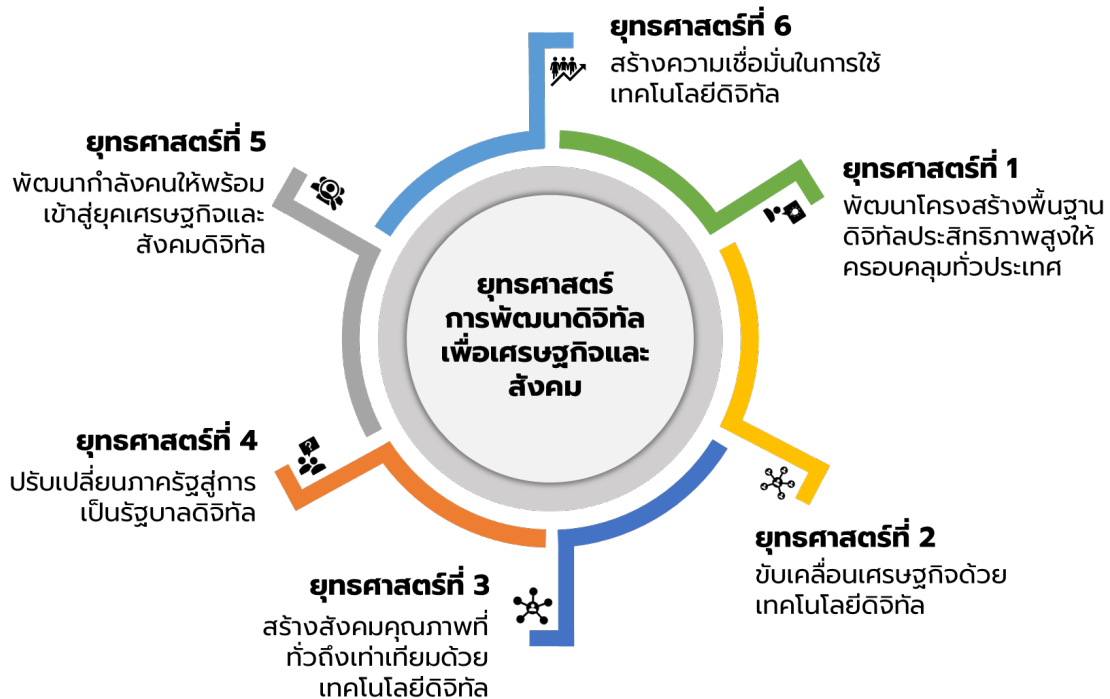 ยุทธศาสตร์
การพัฒนาดิจิทัล
เพื่อเศรษฐกิจและ
สังคม
ยุทธศาสตร์ที่ 1
พัฒนาโครงสร้างพื้นฐาน
ดิจิทัลประสิทธิภาพสูงให้
ครอบคลุมทั่วประเทศ
ยุทธศาสตร์ที่ 2
ขับเคลื่อนเศรษฐกิจด้วย
เทคโนโลยีดิจิทัล
ยุทธศาสตร์ที่ 3
สร้างสังคมคุณภาพที่
ทั่วถึงเท่าเทียมด้วย
เทคโนโลยีดิจิทัล
ยุทธศาสตร์ที่ 4
ปรับเปลี่ยนภาครัฐสู่การ
เป็นรัฐบาลดิจิทัล
ยุทธศาสตร์ที่ 5
พัฒนากำลังคนให้พร้อม
เข้าสู่ยุคเศรษฐกิจและ
สังคมดิจิทัล
ยุทธศาสตร์ที่ 6
สร้างความเชื่อมั่นในการใช้
เทคโนโลยีดิจิทัล